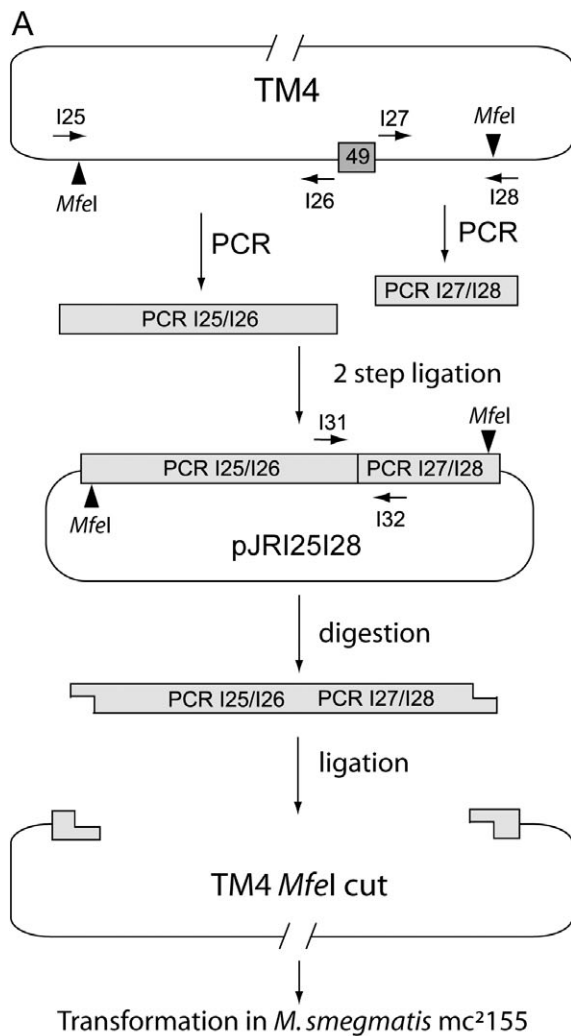 A
TM4
I25
I27
MfeI
49
MfeI
I26
I28
PCR
PCR
PCR I25/I26
PCR I27/I28
2 step ligation
I31
MfeI
PCR I25/I26
PCR I27/I28
MfeI
I32
pJRI25I28
digestion
PCR I25/I26
PCR I27/I28
ligation
TM4 MfeI cut
Transformation in M. smegmatis mc²155